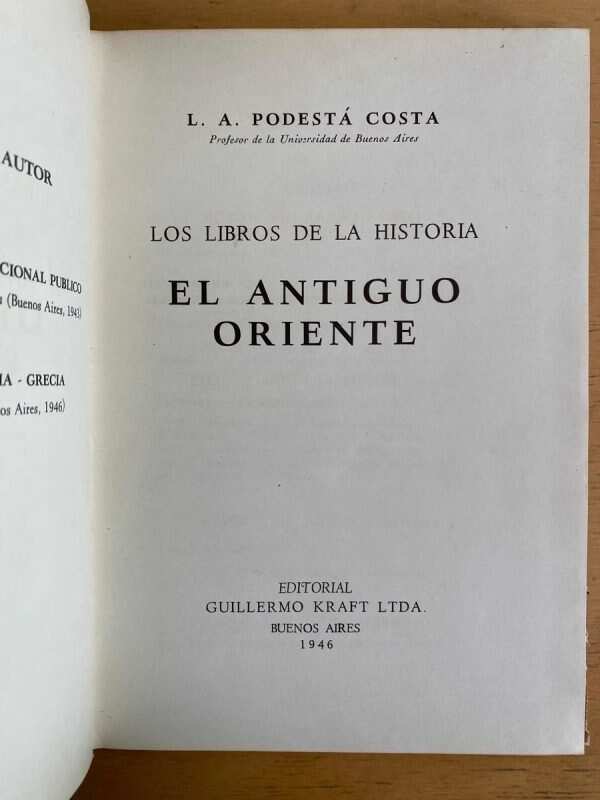 AUTOR
CIONAL PUBLICO
(Buenos Aires, 1943)
IA - GRECIA
os Aires, 1946)
L. A. PODESTÁ COSTA
Profesor de la Universidad de Buenos Aires
LOS LIBROS DE LA HISTORIA
EL ANTIGUO
ORIENTE
EDITORIAL
GUILLERMO KRAFT LTDA.
BUENOS AIRES
1946